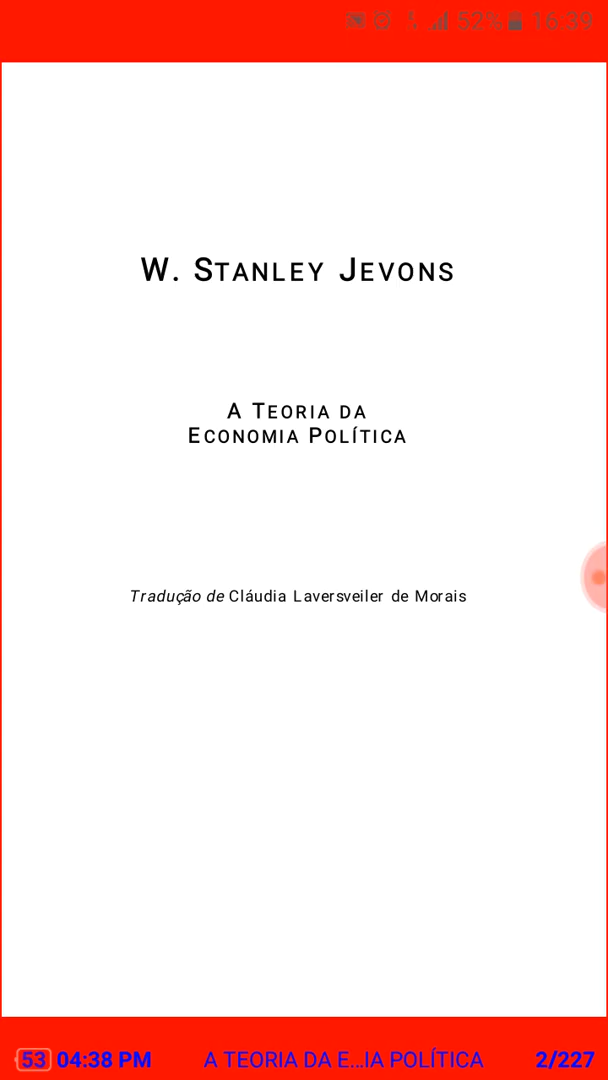 52% 16:39
W. STANLEY JEVONS
A TEORIA DA
ECONOMIA POLÍTICA
Tradução de Cláudia Laversveiler de Morais
53 04:38 PM A TEORIA DA E...IA POLÍTICA 2/227